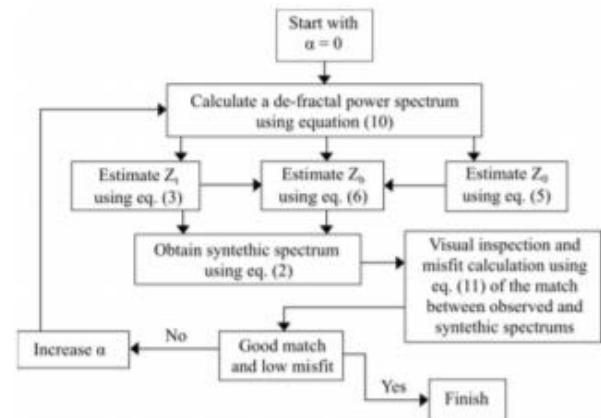 Start with
α = 0
Calculate a de-fractal power spectrum
using equation (10)
Estimate Zt
using eq. (3)
Estimate Zb
using eq. (6)
Estimate Z0
using eq. (5)
Obtain syntethic spectrum
using eq. (2)
Visual inspection and
misfit calculation using
eq. (11) of the match
between observed and
syntethic spectrums
Increase α
No
Good match
and low misfit
Yes
Finish